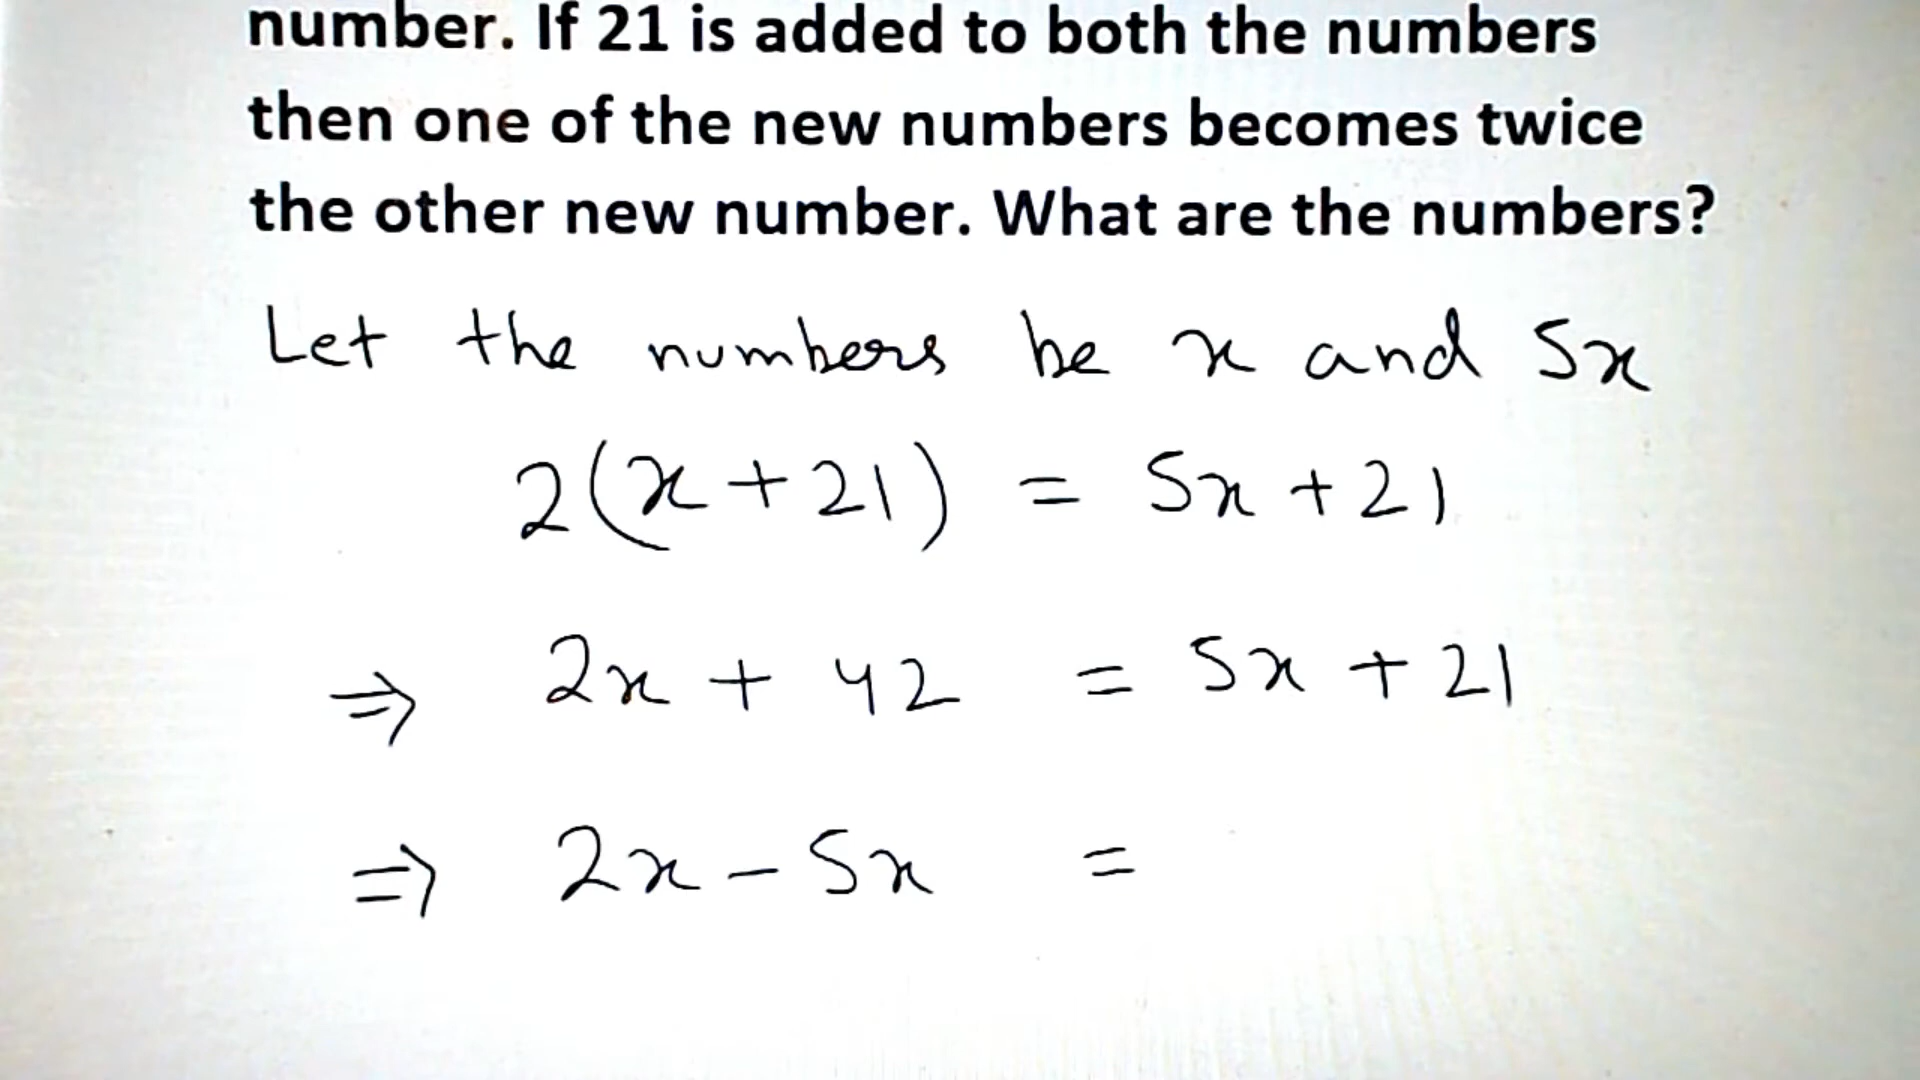 number. If 21 is added to both the numbers
then one of the new numbers becomes twice
the other new number. What are the numbers?
Let the numbers be x and 5x
2(x+21) = 5x+21
⇒ 2x + 42 = 5x + 21
⇒ 2x - 5x =